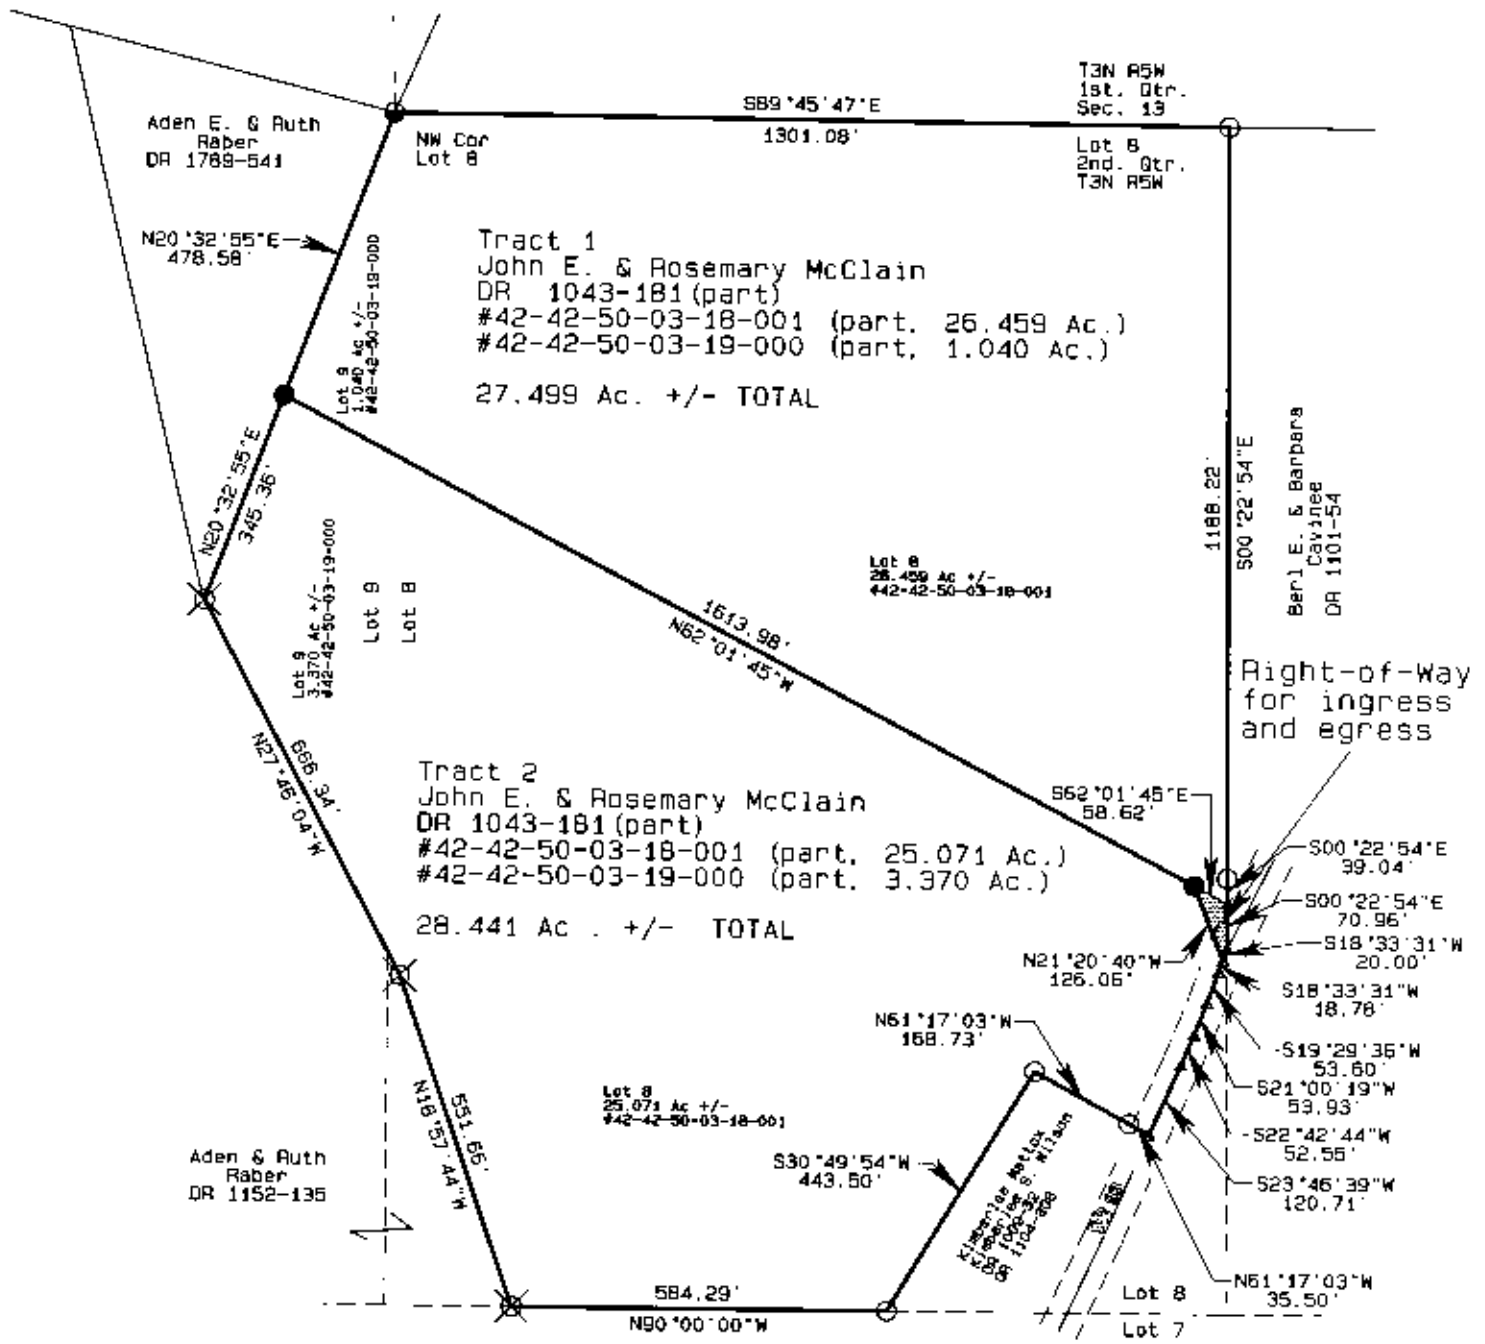 T3N R5W
1st. Qtr.
Sec. 13
S89°45'47"E
1301.08'
Lot 8
2nd. Qtr.
T3N R5W
Aden E. & Ruth
Raber
DR 1789-541
NW Cor
Lot 8
N20°32'55"E
478.58'
Lot 9
1.040 Ac +/-
#42-42-50-03-19-000
Tract 1
John E. & Rosemary McClain
DR 1043-181(part)
#42-42-50-03-18-001 (part, 26.459 Ac.)
#42-42-50-03-19-000 (part, 1.040 Ac.)
27.499 Ac. +/- TOTAL
N20°32'55"E
345.36'
1188.22'
S00°22'54"E
Berl E. & Barbara
Cavinee
DR 1101-54
Lot 9
3.370 Ac +/-
#42-42-50-03-19-000
Lot 9
Lot 8
Lot 8
26.459 Ac +/-
#42-42-50-03-18-001
1613.98'
N62°01'45"W
Right-of-Way
for ingress
and egress
666.34'
N27°46'04"W
Tract 2
John E. & Rosemary McClain
DR 1043-181(part)
#42-42-50-03-18-001 (part, 25.071 Ac.)
#42-42-50-03-19-000 (part, 3.370 Ac.)
28.441 Ac . +/- TOTAL
S62°01'45"E
58.62'
S00°22'54"E
39.04'
S00°22'54"E
70.96'
S18°33'31"W
20.00'
N21°20'40"W
126.06'
S18°33'31"W
18.78'
N61°17'03"W
168.73'
S19°29'36"W
53.60'
S21°00'19"W
53.93'
S22°42'44"W
52.55'
S23°46'39"W
120.71'
551.66'
N16°57'44"W
Lot 8
25.071 Ac +/-
#42-42-50-03-18-001
Aden & Ruth
Raber
DR 1152-135
S30°49'54"W
443.50'
Kimberlee Mattox
Kimberlee S. Wilson
DR 1009-32
N61°17'03"W
35.50'
584.29'
N90°00'00"W
Lot 8
Lot 7